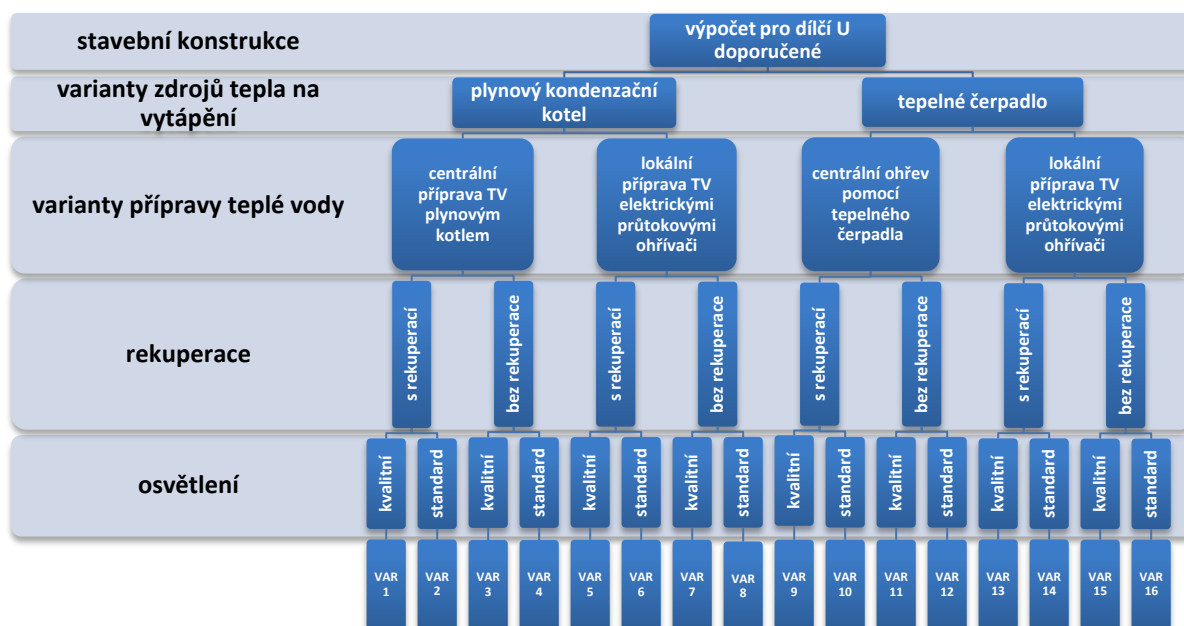 stavební konstrukce
výpočet pro dílčí U
doporučené
varianty zdrojů tepla na
vytápění
plynový kondenzační
kotel
tepelné čerpadlo
varianty přípravy teplé vody
centrální
příprava TV
plynovým
kotlem
lokální
příprava TV
elektrickými
průtokovými
ohřívači
centrální ohřev
pomocí
tepelného
čerpadla
lokální
příprava TV
elektrickými
průtokovými
ohřívači
rekuperace
s rekuperací
bez rekuperace
s rekuperací
bez rekuperace
s rekuperací
bez rekuperace
s rekuperací
bez rekuperace
osvětlení
kvalitní
standard
kvalitní
standard
kvalitní
standard
kvalitní
standard
kvalitní
standard
kvalitní
standard
kvalitní
standard
kvalitní
standard
VAR
1
VAR
2
VAR
3
VAR
4
VAR
5
VAR
6
VAR
7
VAR
8
VAR
9
VAR
10
VAR
11
VAR
12
VAR
13
VAR
14
VAR
15
VAR
16